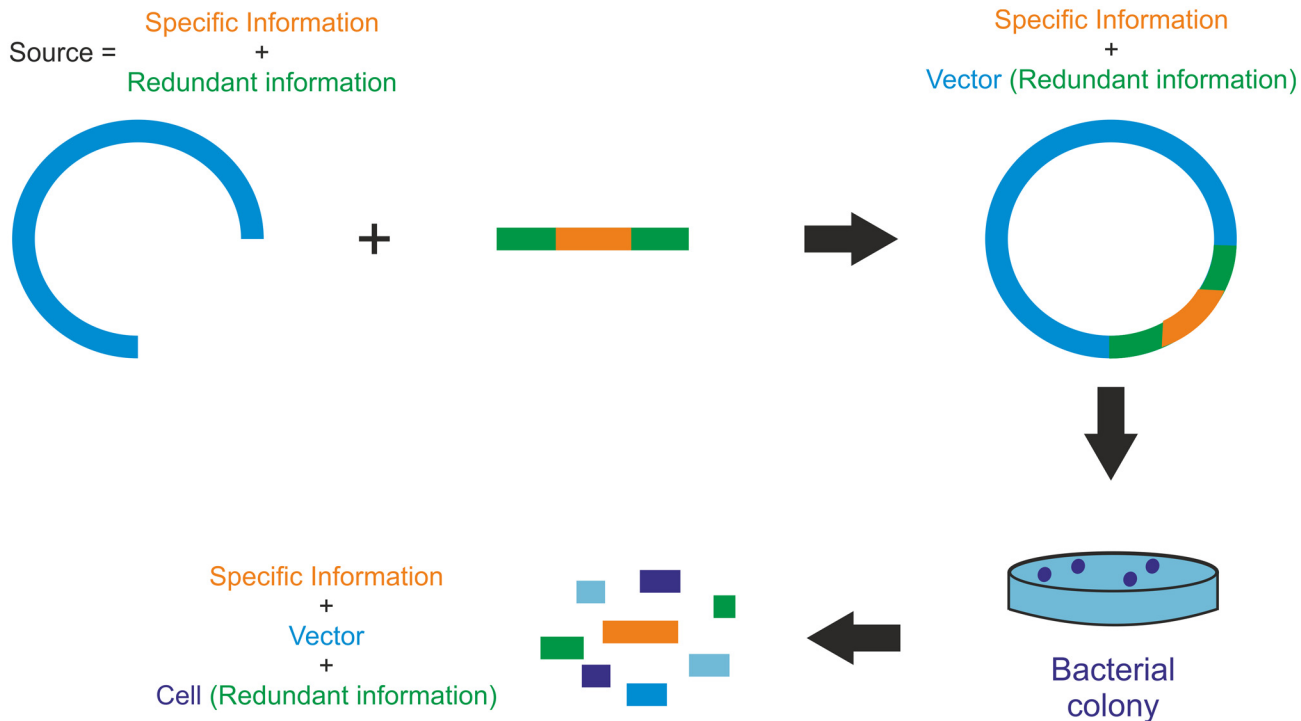 Specific Information
Source = +
Redundant information
Specific Information
+
Vector (Redundant information)
+
Specific Information
+
Vector
+
Cell (Redundant information)
Bacterial
colony